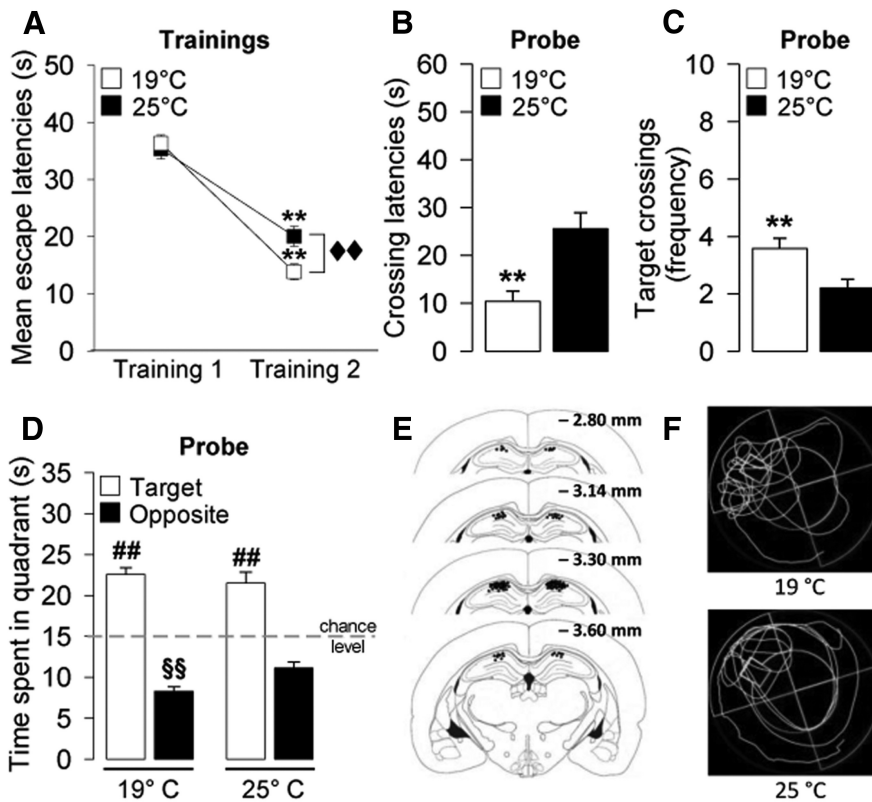 A
Trainings
Mean escape latencies (s)
50
40
30
20
10
0
19°C
25°C
**
**
♦♦
Training 1
Training 2
B
Probe
Crossing latencies (s)
60
50
40
30
20
10
0
19°C
25°C
**
C
Probe
Target crossings
(frequency)
10
8
6
4
2
0
19°C
25°C
**
D
Probe
Time spent in quadrant (s)
35
30
25
20
15
10
5
0
Target
Opposite
##
§§
##
chance
level
19° C
25° C
E
– 2.80 mm
– 3.14 mm
– 3.30 mm
– 3.60 mm
F
19 °C
25 °C